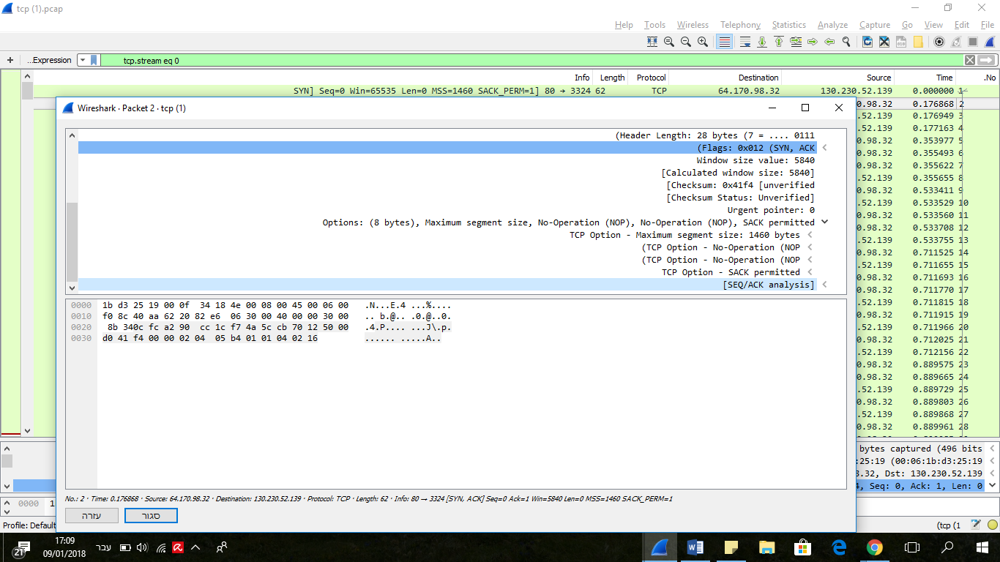 tcp (1).pcap
Help Tools Wireless Telephony Statistics Analyze Capture Go View Edit File
+ ...Expression tcp.stream eq 0
Info Length Protocol Destination Source Time .No
SYN] Seq=0 Win=65535 Len=0 MSS=1460 SACK_PERM=1] 80 → 3324 62 TCP 64.170.98.32 130.230.52.139 0.000000 1
Wireshark · Packet 2 · tcp (1)
(Header Length: 28 bytes (7 = .... 0111
(Flags: 0x012 (SYN, ACK
Window size value: 5840
[Calculated window size: 5840]
[Checksum: 0x41f4 [unverified
[Checksum Status: Unverified]
Urgent pointer: 0
Options: (8 bytes), Maximum segment size, No-Operation (NOP), No-Operation (NOP), SACK permitted
TCP Option - Maximum segment size: 1460 bytes
(TCP Option - No-Operation (NOP
(TCP Option - No-Operation (NOP
TCP Option - SACK permitted
[SEQ/ACK analysis]
0000 1b d3 25 19 00 0f 34 18 4e 00 08 00 45 00 06 00 .N...E.4 ...%....
0010 f0 8c 40 aa 62 20 82 e6 06 30 00 40 00 00 30 00 .. b.@.. .0.@..0.
0020 8b 340c fc a2 90 cc 1c f7 4a 5c cb 70 12 50 00 .4.P.... ...J\.p.
0030 d0 41 f4 00 00 02 04 05 b4 01 01 04 02 16 ...... .....A..
No.: 2 · Time: 0.176868 · Source: 64.170.98.32 · Destination: 130.230.52.139 · Protocol: TCP · Length: 62 · Info: 80 → 3324 [SYN, ACK] Seq=0 Ack=1 Win=5840 Len=0 MSS=1460 SACK_PERM=1
עזרה סגור
0.98.32 0.176868 2
.52.139 0.176949 3
.52.139 0.177163 4
0.98.32 0.353977 5
0.98.32 0.355493 6
0.98.32 0.355622 7
.52.139 0.355655 8
0.98.32 0.533411 9
.52.139 0.533529 10
0.98.32 0.533560 11
0.98.32 0.533708 12
.52.139 0.533755 13
0.98.32 0.711525 14
.52.139 0.711655 15
0.98.32 0.711693 16
0.98.32 0.711770 17
.52.139 0.711815 18
0.98.32 0.711915 19
.52.139 0.711966 20
0.98.32 0.712025 21
.52.139 0.712156 22
0.98.32 0.889575 23
0.98.32 0.889665 24
.52.139 0.889729 25
0.98.32 0.889803 26
.52.139 0.889868 27
0.98.32 0.889961 28
bytes captured (496 bits
:25:19 (00:06:1b:d3:25:19
8.32, Dst: 130.230.52.139
4, Seq: 0, Ack: 1, Len: 0
0000 1
Profile: Default
(tcp (1
21
17:09
09/01/2018
עבר